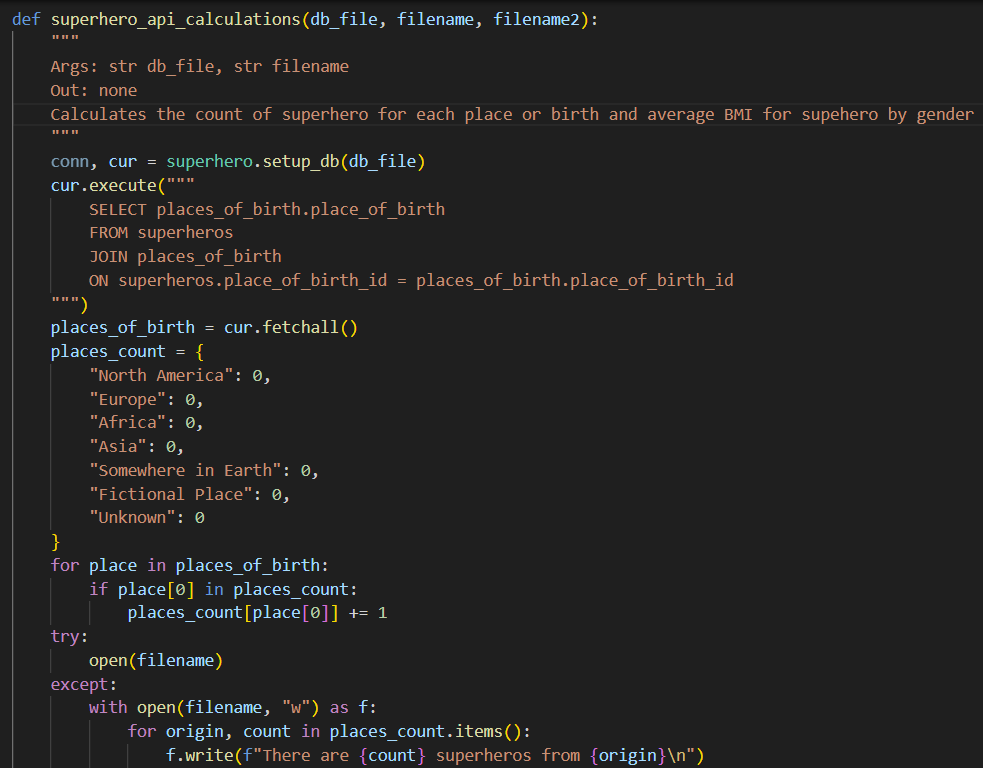 def superhero_api_calculations(db_file, filename, filename2):
    """
    Args: str db_file, str filename
    Out: none
    Calculates the count of superhero for each place or birth and average BMI for supehero by gender
    """
    conn, cur = superhero.setup_db(db_file)
    cur.execute("""
        SELECT places_of_birth.place_of_birth
        FROM superheros
        JOIN places_of_birth
        ON superheros.place_of_birth_id = places_of_birth.place_of_birth_id
    """)
    places_of_birth = cur.fetchall()
    places_count = {
        "North America": 0,
        "Europe": 0,
        "Africa": 0,
        "Asia": 0,
        "Somewhere in Earth": 0,
        "Fictional Place": 0,
        "Unknown": 0
    }
    for place in places_of_birth:
        if place[0] in places_count:
            places_count[place[0]] += 1
    try:
        open(filename)
    except:
        with open(filename, "w") as f:
            for origin, count in places_count.items():
                f.write(f"There are {count} superheros from {origin}\n")